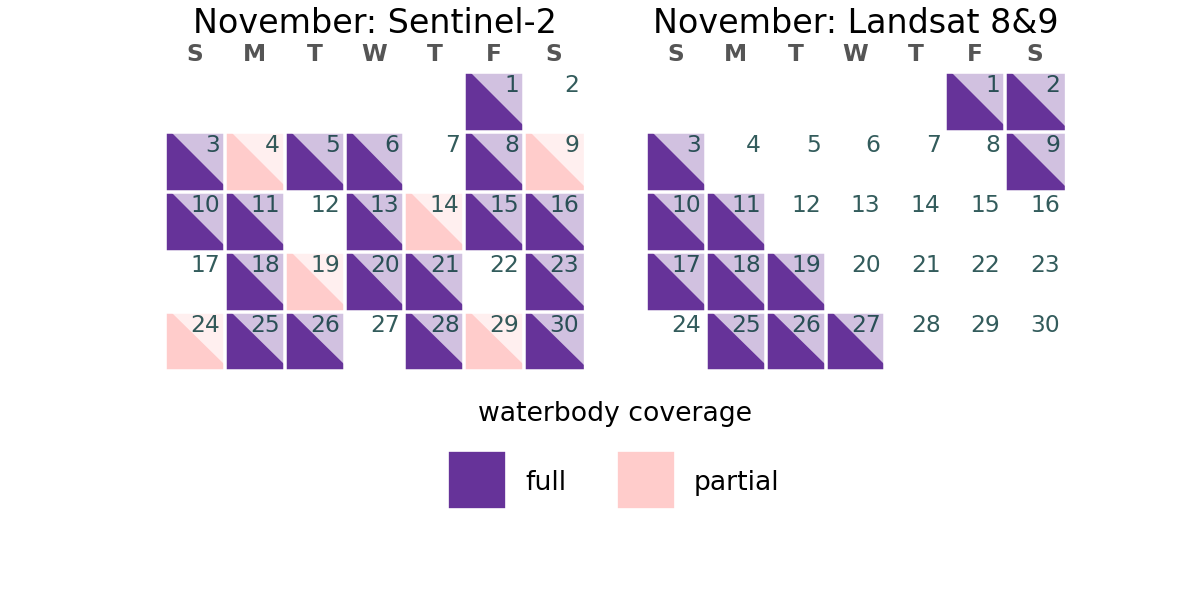 November: Sentinel-2
S M T W T F S
1 2
3 4 5 6 7 8 9
10 11 12 13 14 15 16
17 18 19 20 21 22 23
24 25 26 27 28 29 30
November: Landsat 8&9
S M T W T F S
1 2
3 4 5 6 7 8 9
10 11 12 13 14 15 16
17 18 19 20 21 22 23
24 25 26 27 28 29 30
waterbody coverage
full partial